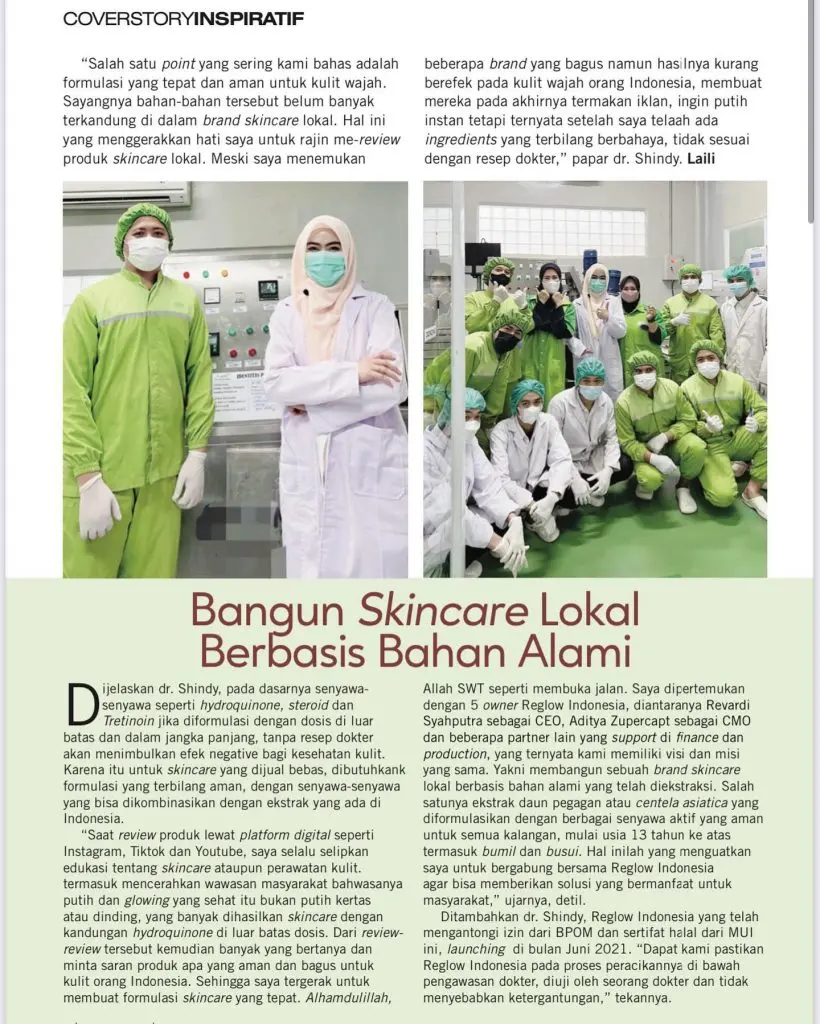 COVERSTORYINSPIRATIF
“Salah satu point yang sering kami bahas adalah
formulasi yang tepat dan aman untuk kulit wajah.
Sayangnya bahan-bahan tersebut belum banyak
terkandung di dalam brand skincare lokal. Hal ini
yang menggerakkan hati saya untuk rajin me-review
produk skincare lokal. Meski saya menemukan
beberapa brand yang bagus namun hasilnya kurang
berefek pada kulit wajah orang Indonesia, membuat
mereka pada akhirnya termakan iklan, ingin putih
instan tetapi ternyata setelah saya telaah ada
ingredients yang terbilang berbahaya, tidak sesuai
dengan resep dokter,” papar dr. Shindy. Laili
Bangun Skincare Lokal
Berbasis Bahan Alami
Dijelaskan dr. Shindy, pada dasarnya senyawa-
senyawa seperti hydroquinone, steroid dan
Tretinoin jika diformulasi dengan dosis di luar
batas dan dalam jangka panjang, tanpa resep dokter
akan menimbulkan efek negative bagi kesehatan kulit.
Karena itu untuk skincare yang dijual bebas, dibutuhkank
formulasi yang terbilang aman, dengan senyawa-senyawa
yang bisa dikombinasikan dengan ekstrak yang ada di
Indonesia.
“Saat review produk lewat platform digital seperti
Instagram, Tiktok dan Youtube, saya selalu selipkan
edukasi tentang skincare ataupun perawatan kulit.
termasuk mencerahkan wawasan masyarakat bahwasanya
putih dan glowing yang sehat itu bukan putih kertas
atau dinding, yang banyak dihasilkan skincare dengan
kandungan hydroquinone di luar batas dosis. Dari review-
review tersebut kemudian banyak yang bertanya dan
minta saran produk apa yang aman dan bagus untuk
kulit orang Indonesia. Sehingga saya tergerak untuk
membuat formulasi skincare yang tepat. Alhamdulillah,
Allah SWT seperti membuka jalan. Saya dipertemukan
dengan 5 owner Reglow Indonesia, diantaranya Revardi
Syahputra sebagai CEO, Aditya Zupercapt sebagai CMO
dan beberapa partner lain yang support di finance dan
production, yang ternyata kami memiliki visi dan misi
yang sama. Yakni membangun sebuah brand skincare
lokal berbasis bahan alami yang telah diekstraksi. Salah
satunya ekstrak daun pegagan atau centela asiatica yang
diformulasikan dengan berbagai senyawa aktif yang aman
untuk semua kalangan, mulai usia 13 tahun ke atas
termasuk bumil dan busui. Hal inilah yang menguatkan
saya untuk bergabung bersama Reglow Indonesia
agar bisa memberikan solusi yang bermanfaat untuk
masyarakat,” ujarnya, detil.
Ditambahkan dr. Shindy, Reglow Indonesia yang telah
mengantongi izin dari BPOM dan sertifat halal dari MUI
ini, launching di bulan Juni 2021. “Dapat kami pastikan
Reglow Indonesia pada proses peracikannya di bawah
pengawasan dokter, diuji oleh seorang dokter dan tidak
menyebabkan ketergantungan,” tekannya.